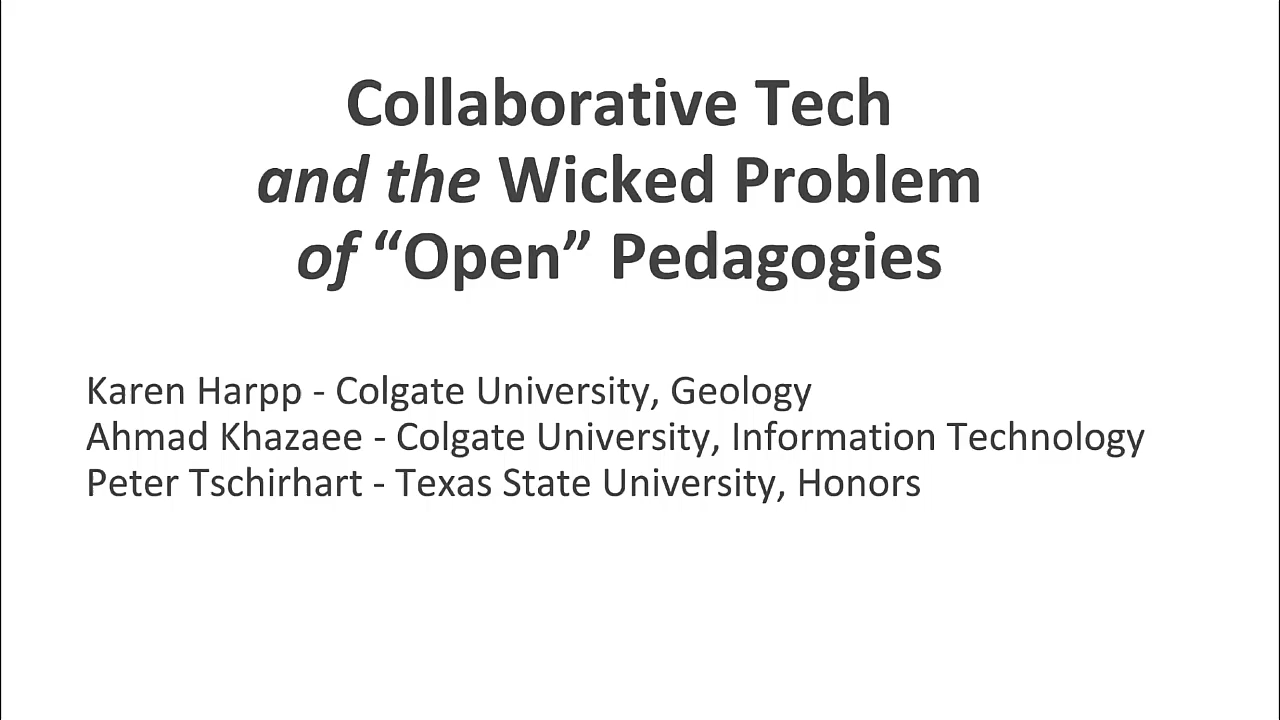 Collaborative Tech
and the Wicked Problem
of “Open” Pedagogies
Karen Harpp - Colgate University, Geology
Ahmad Khazaee - Colgate University, Information Technology
Peter Tschirhart - Texas State University, Honors